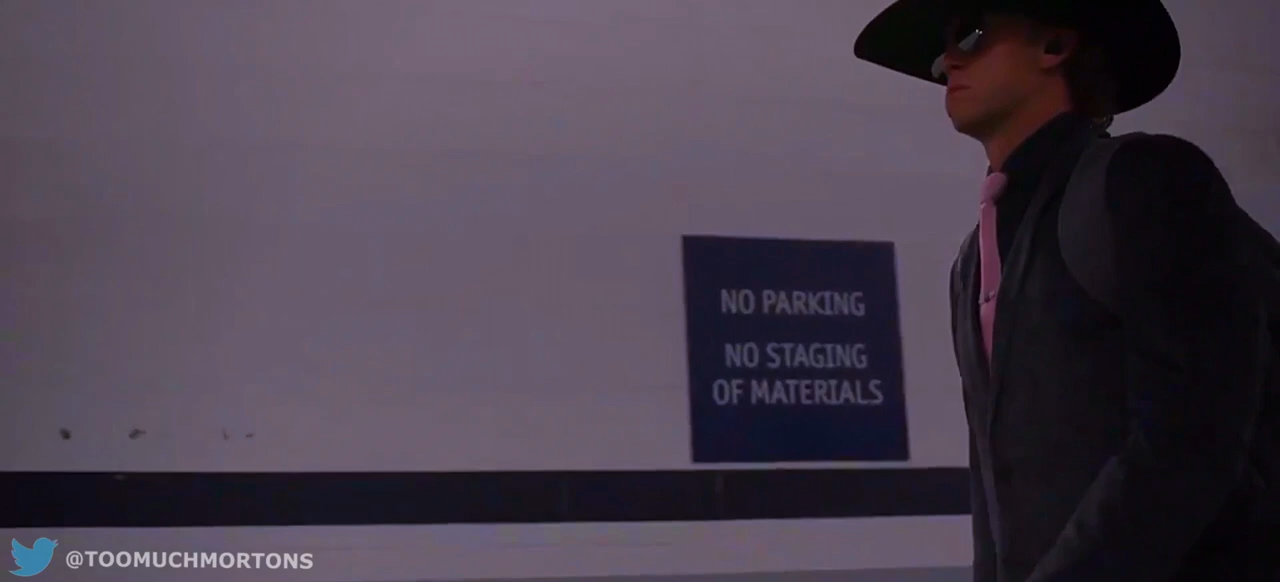 NO PARKING
NO STAGING
OF MATERIALS
@TOOMUCHMORTONS